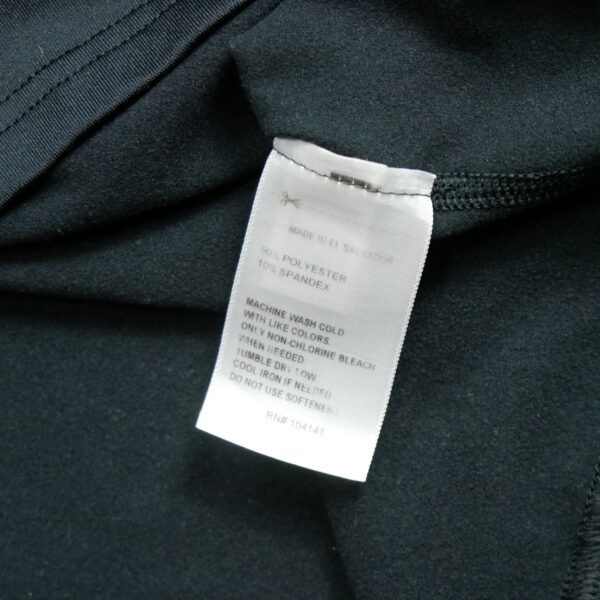 MADE IN EL SALVADOR
90% POLYESTER
10% SPANDEX
MACHINE WASH COLD
WITH LIKE COLORS.
ONLY NON-CHLORINE BLEACH
WHEN NEEDED
TUMBLE DRY LOW
COOL IRON IF NEEDED
DO NOT USE SOFTENER.
RN# 104141